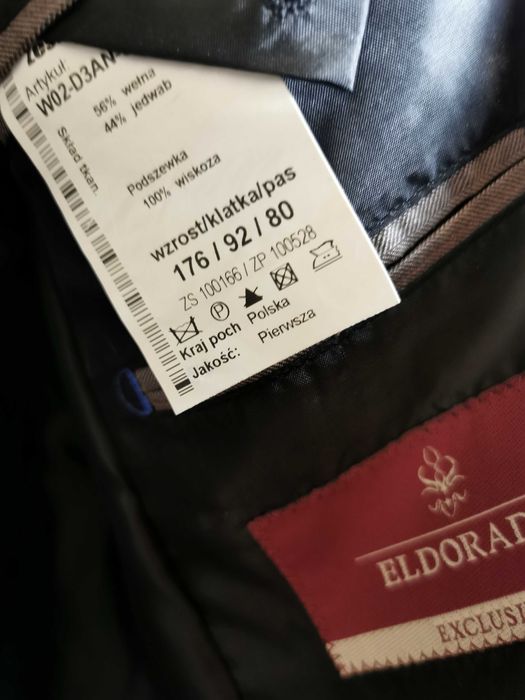 Artykuł
W02-D3AN
Skład tkan.
56% wełna
44% jedwab
Podszewka
100% wiskoza
wzrost/klatka/pas
176 / 92 / 80
ZS 100166 / ZP 100528
P
Kraj poch Polska
Jakość: Pierwsza
ELDORAD
EXCLUSI